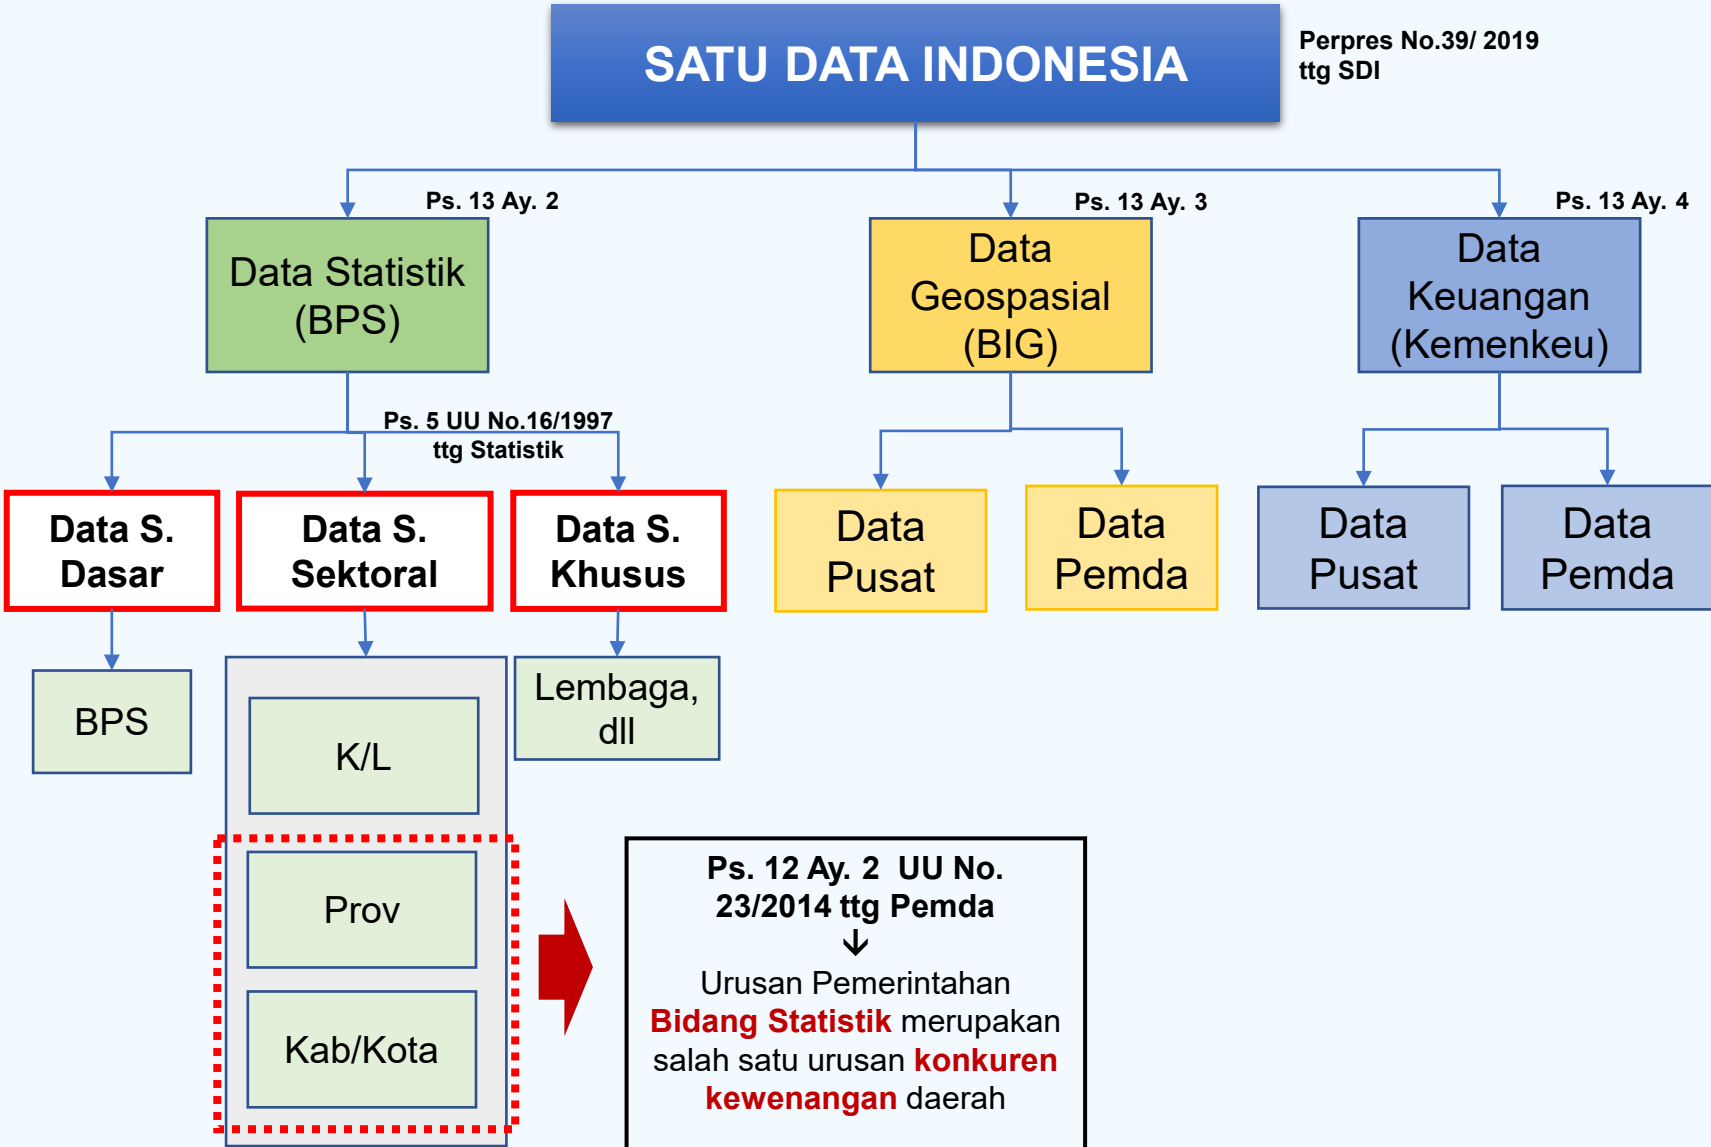 SATU DATA INDONESIA
Perpres No.39/ 2019
ttg SDI
Ps. 13 Ay. 2
Ps. 13 Ay. 3
Ps. 13 Ay. 4
Data Statistik
(BPS)
Data
Geospasial
(BIG)
Data
Keuangan
(Kemenkeu)
Ps. 5 UU No.16/1997
ttg Statistik
Data S.
Dasar
Data S.
Sektoral
Data S.
Khusus
Data
Pusat
Data
Pemda
Data
Pusat
Data
Pemda
BPS
K/L
Prov
Kab/Kota
Lembaga,
dll
Ps. 12 Ay. 2 UU No.
23/2014 ttg Pemda
↓
Urusan Pemerintahan
Bidang Statistik merupakan
salah satu urusan konkuren
kewenangan daerah